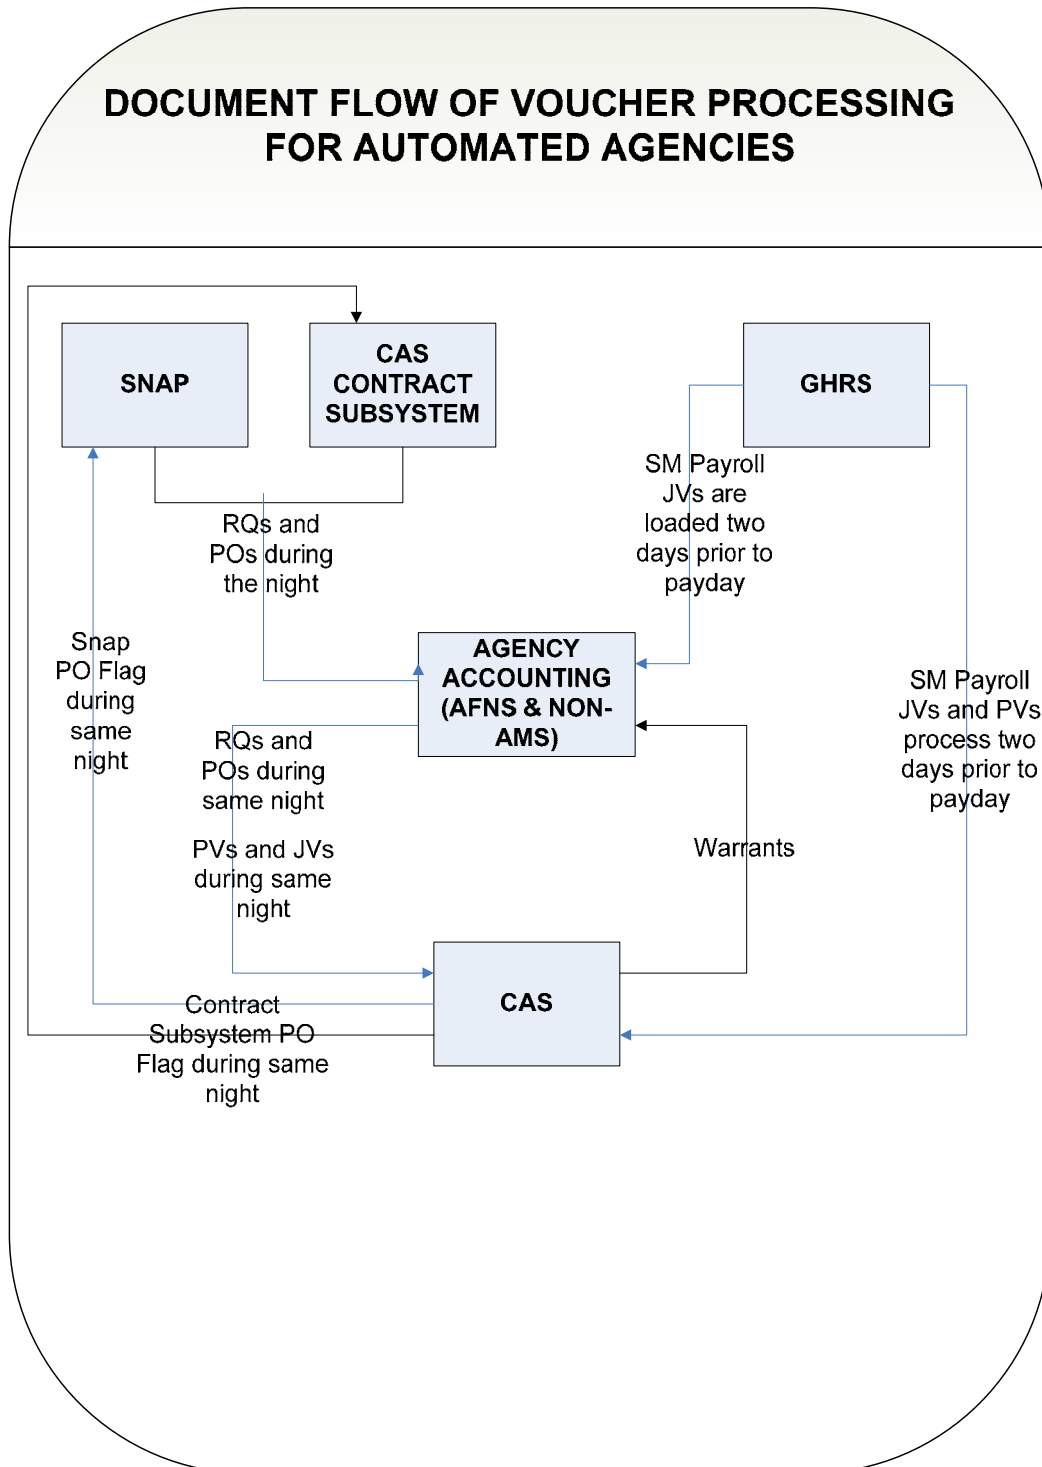 DOCUMENT FLOW OF VOUCHER PROCESSING
FOR AUTOMATED AGENCIES
SNAP
CAS
CONTRACT
SUBSYSTEM
GHRS
SM Payroll
JVs are
loaded two
days prior to
payday
RQs and
POs during
the night
Snap
PO Flag
during
same
night
AGENCY
ACCOUNTING
(AFNS & NON-
AMS)
SM Payroll
JVs and PVs
process two
days prior to
payday
RQs and
POs during
same night
PVs and JVs
during same
night
Warrants
CAS
Contract
Subsystem PO
Flag during same
night